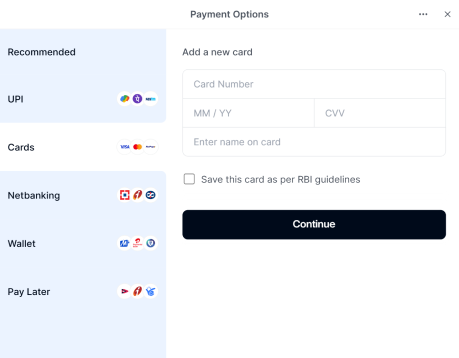 Payment Options
Recommended
UPI
Cards
VISA
Netbanking
Wallet
Pay Later
Add a new card
Card Number
MM / YY
CVV
Enter name on card
Save this card as per RBI guidelines
Continue